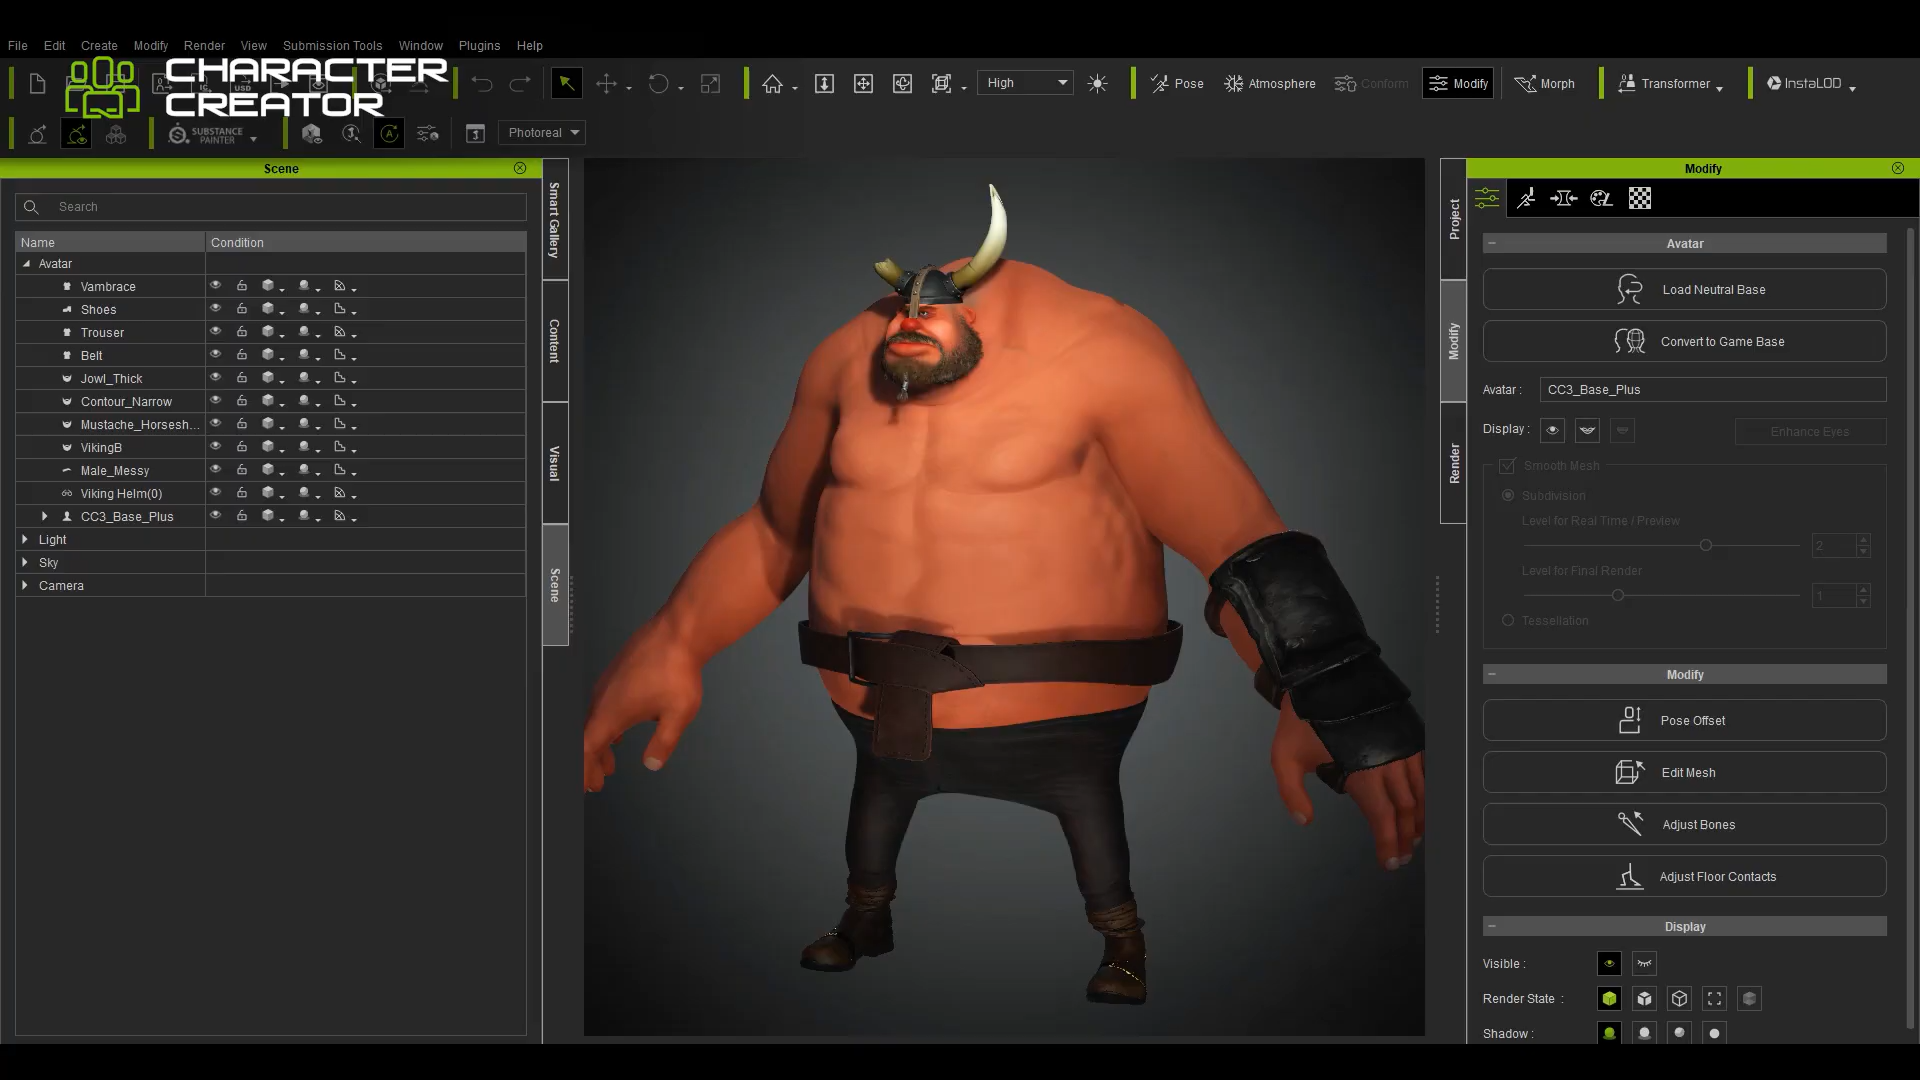 File Edit Create Modify Render View Submission Tools Window Plugins Help
CHARACTER
CREATOR
High
Pose
Atmosphere
Conform
Modify
Morph
Transformer
InstaLOD
SUBSTANCE
PAINTER
Photoreal
Scene
Search
Name Condition
Avatar
Vambrace
Shoes
Trouser
Belt
Jowl_Thick
Contour_Narrow
Mustache_Horsesh...
VikingB
Male_Messy
Viking Helm(0)
CC3_Base_Plus
Light
Sky
Camera
Smart Gallery
Content
Visual
Scene
Project
Modify
Render
Modify
Avatar
Load Neutral Base
Convert to Game Base
Avatar : CC3_Base_Plus
Display : Enhance Eyes
Smooth Mesh
Subdivision
Level for Real Time / Preview
2
Level for Final Render
1
Tessellation
Modify
Pose Offset
Edit Mesh
Adjust Bones
Adjust Floor Contacts
Display
Visible :
Render State :
Shadow :